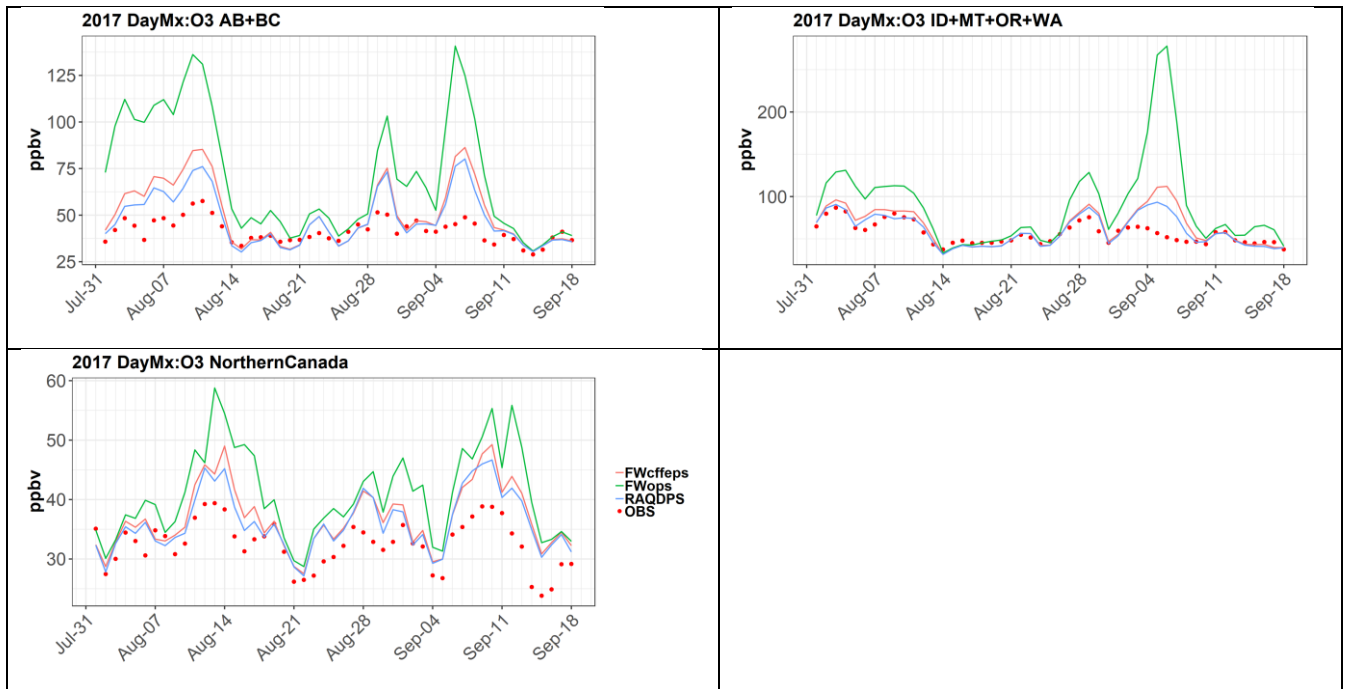 2017 DayMx:O3 AB+BC
ppbv
125
100
75
50
25
Jul-31
Aug-07
Aug-14
Aug-21
Aug-28
Sep-04
Sep-11
Sep-18
2017 DayMx:O3 ID+MT+OR+WA
ppbv
200
100
Jul-31
Aug-07
Aug-14
Aug-21
Aug-28
Sep-04
Sep-11
Sep-18
2017 DayMx:O3 NorthernCanada
ppbv
60
50
40
30
Jul-31
Aug-07
Aug-14
Aug-21
Aug-28
Sep-04
Sep-11
Sep-18
FWcffeps
FWops
RAQDPS
OBS